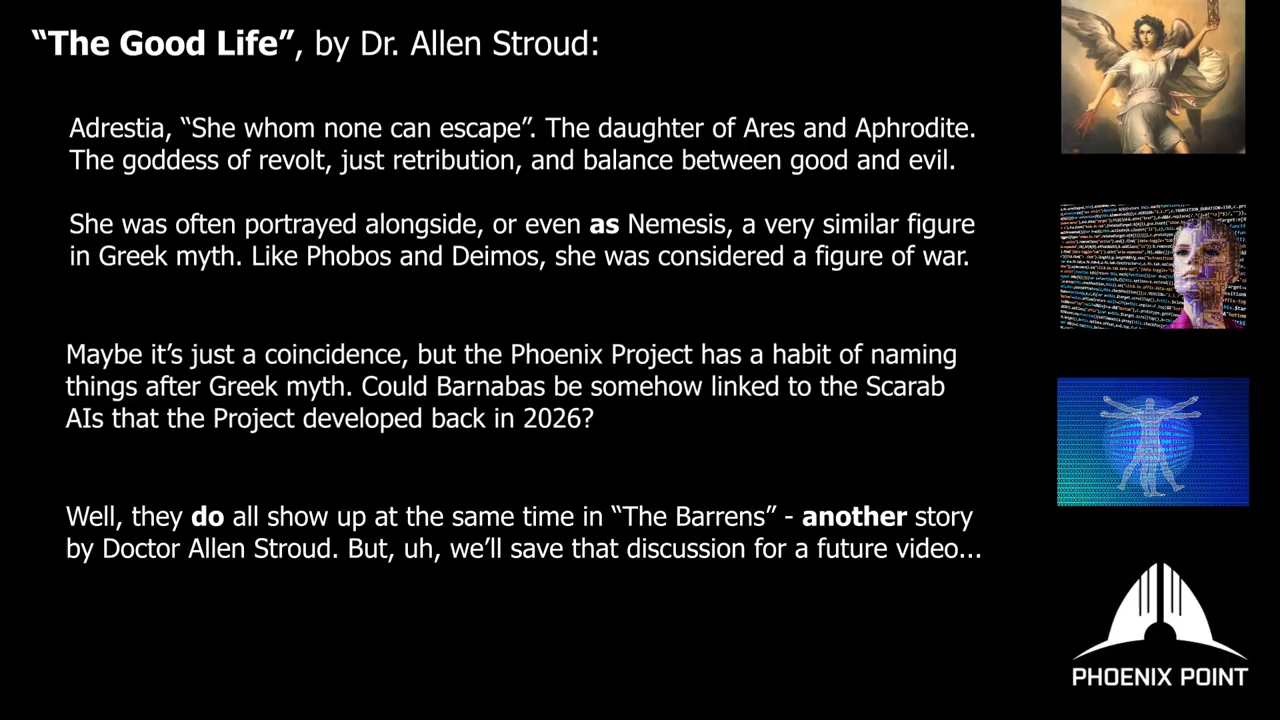 “The Good Life”, by Dr. Allen Stroud:
Adrestia, “She whom none can escape”. The daughter of Ares and Aphrodite.
The goddess of revolt, just retribution, and balance between good and evil.
She was often portrayed alongside, or even as Nemesis, a very similar figure
in Greek myth. Like Phobos and Deimos, she was considered a figure of war.
Maybe it’s just a coincidence, but the Phoenix Project has a habit of naming
things after Greek myth. Could Barnabas be somehow linked to the Scarab
AIs that the Project developed back in 2026?
Well, they do all show up at the same time in “The Barrens” - another story
by Doctor Allen Stroud. But, uh, we’ll save that discussion for a future video...
PHOENIX POINT